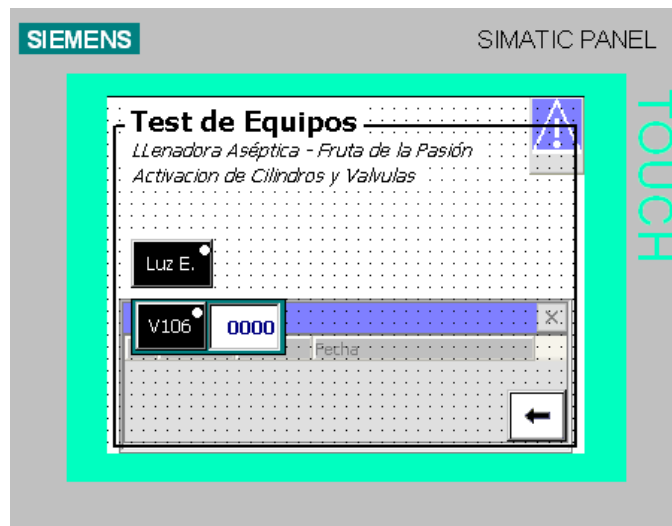 SIEMENS
SIMATIC PANEL
TOUCH
Test de Equipos
LLenadora Aséptica - Fruta de la Pasión
Activacion de Cilindros y Valvulas
Luz E.
V106
0000
Fecha